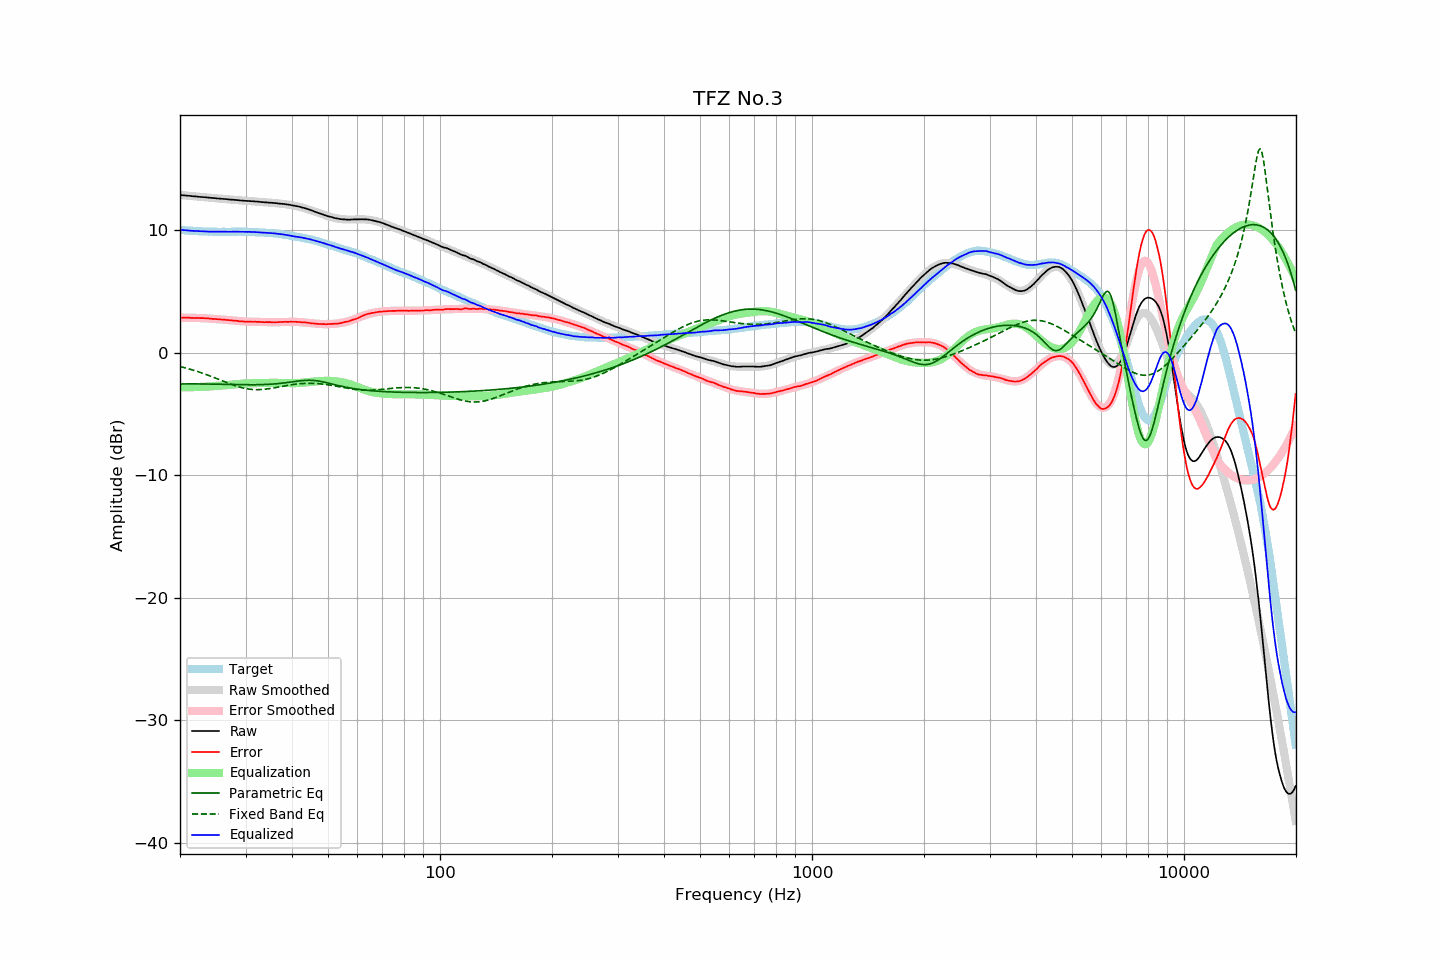 TFZ No.3
Amplitude (dBr)
10
0
−10
−20
−30
−40
Target
Raw Smoothed
Error Smoothed
Raw
Error
Equalization
Parametric Eq
Fixed Band Eq
Equalized
100
1000
10000
Frequency (Hz)